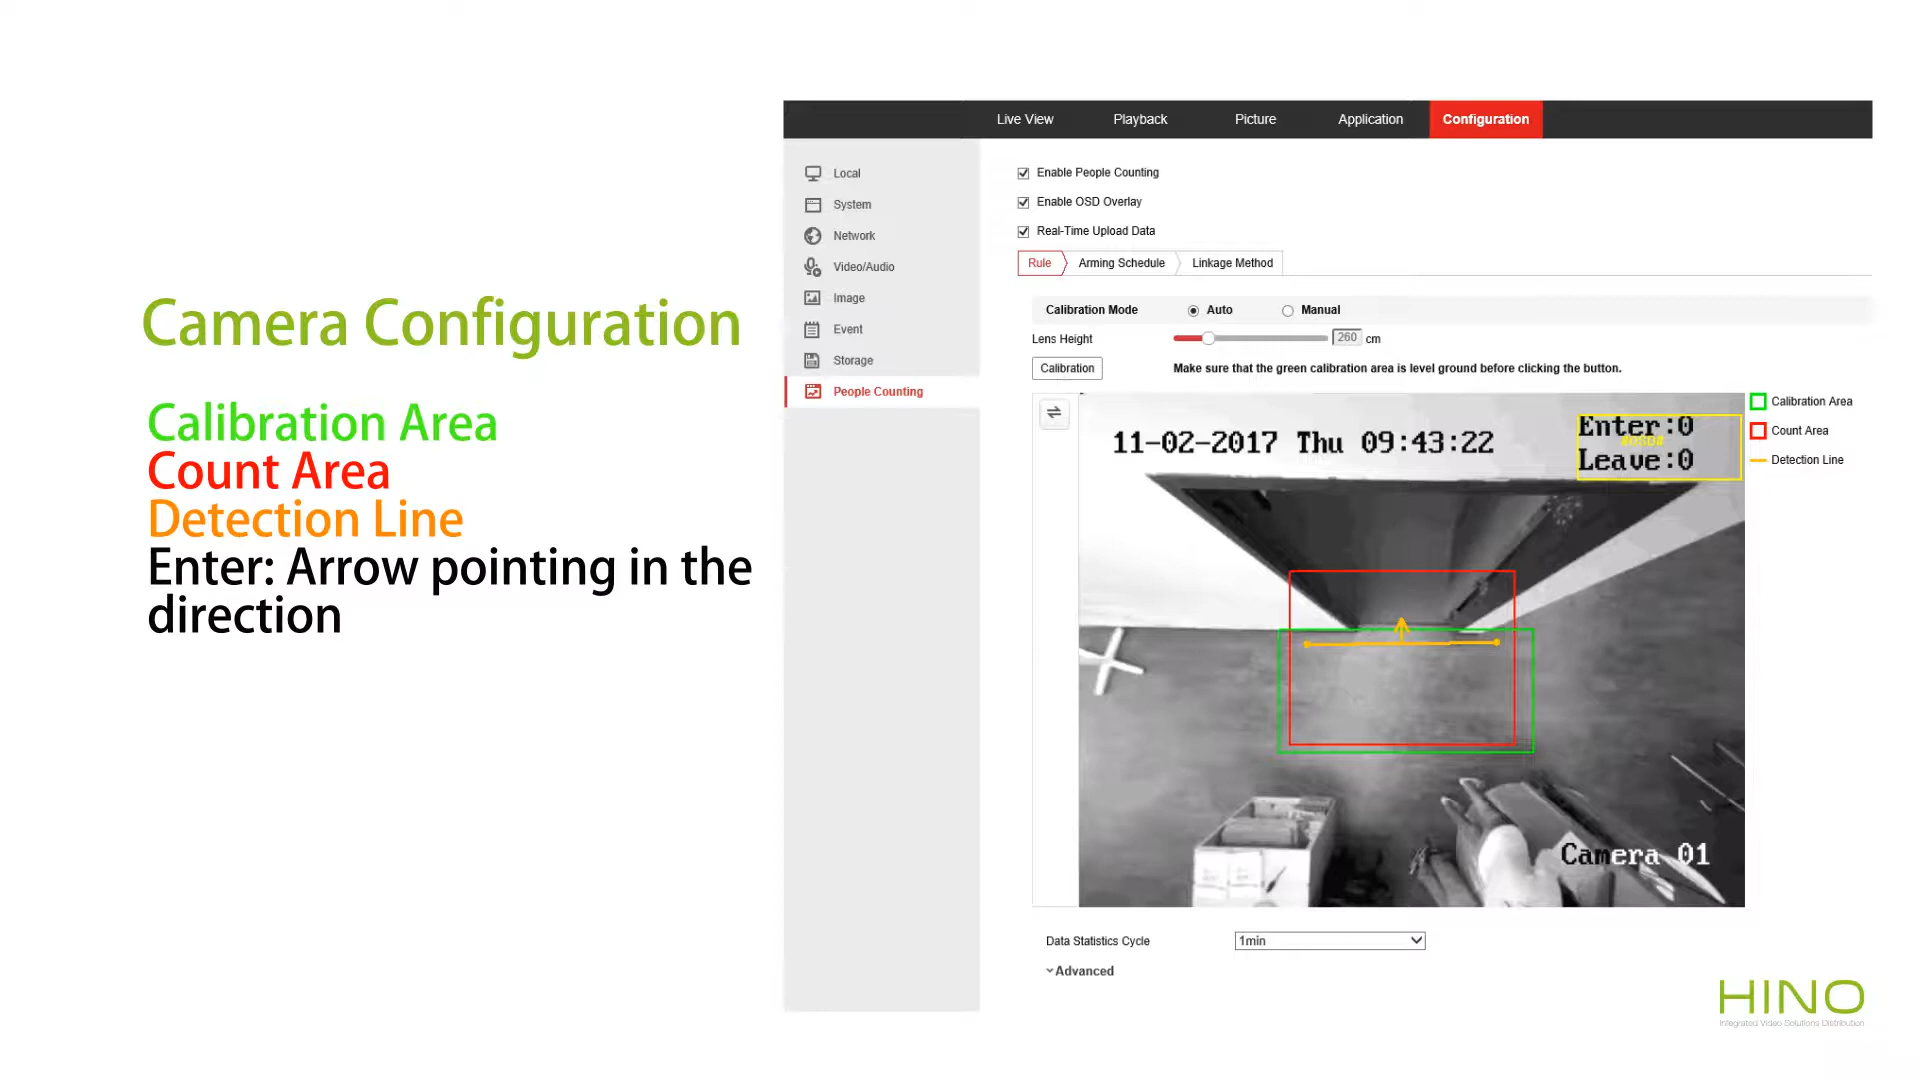 Camera Configuration
Calibration Area
Count Area
Detection Line
Enter: Arrow pointing in the
direction
Live View Playback Picture Application Configuration
Local
System
Network
Video/Audio
Image
Event
Storage
People Counting
Enable People Counting
Enable OSD Overlay
Real-Time Upload Data
Rule Arming Schedule Linkage Method
Calibration Mode Auto Manual
Lens Height 260 cm
Calibration Make sure that the green calibration area is level ground before clicking the button.
11-02-2017 Thu 09:43:22
Enter:0
#OSD#
Leave:0
Calibration Area
Count Area
Detection Line
Camera 01
Data Statistics Cycle 1min
Advanced
HINO
Integrated Video Solutions Distribution